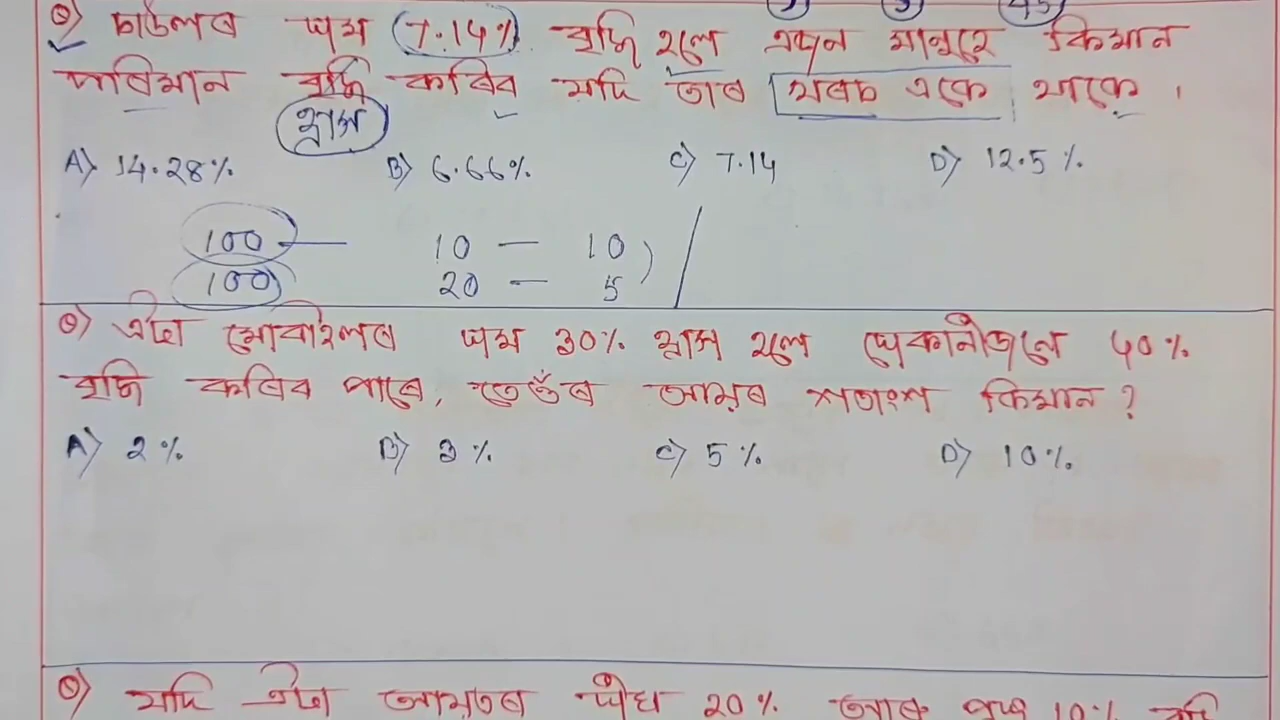 Q) চাউলৰ দাম 7.14% বৃদ্ধি হলে এজন মানুহে কিমান
পৰিমান বৃদ্ধি কৰিব যদি তাৰ খৰচ একে থাকে ।
হ্ৰাস
A) 14.28% B) 6.66% C) 7.14 D) 12.5%
100 — 10 — 10
100 20 — 5
Q) এটা মোবাইলৰ দাম 30% হ্ৰাস হলে দোকানীজনে 40%
বৃদ্ধি কৰিব পাৰে, তেওঁৰ আয়ৰ শতাংশ কিমান ?
A) 2% B) 3% C) 5% D) 10%
Q) যদি এটা আয়তৰ দৈৰ্ঘ 20% আৰু প্ৰস্থ 10%